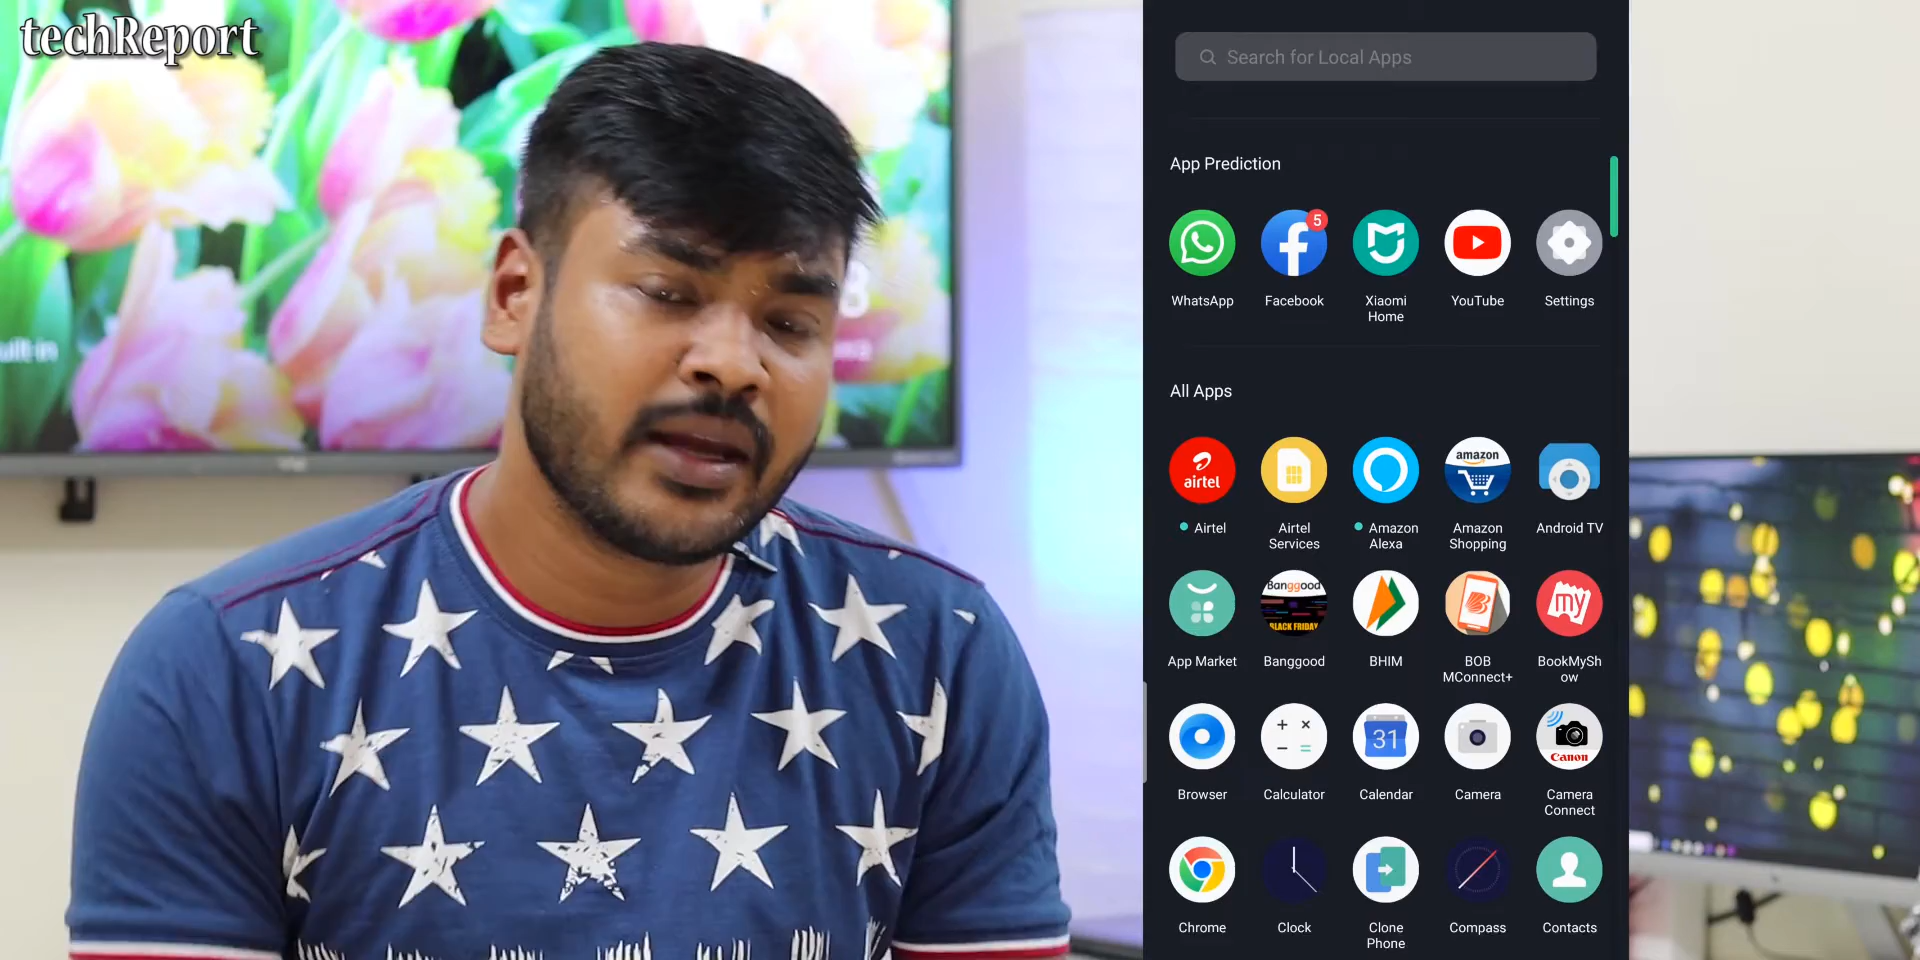 techReport
Search for Local Apps
App Prediction
5
WhatsApp
Facebook
Xiaomi
Home
YouTube
Settings
All Apps
airtel
amazon
Airtel
Airtel
Services
Amazon
Alexa
Amazon
Shopping
Android TV
Banggood
BLACK FRIDAY
my
App Market
Banggood
BHIM
BOB
MConnect+
BookMySh
ow
31
Canon
Browser
Calculator
Calendar
Camera
Camera
Connect
Chrome
Clock
Clone
Phone
Compass
Contacts
8